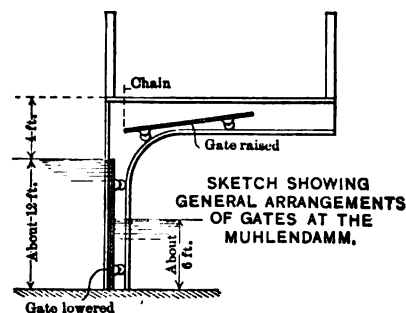 Chain
4 ft.
Gate raised
About 12 ft.
SKETCH SHOWING
GENERAL ARRANGEMENTS
OF GATES AT THE
MUHLENDAMM.
About
6 ft.
Gate lowered